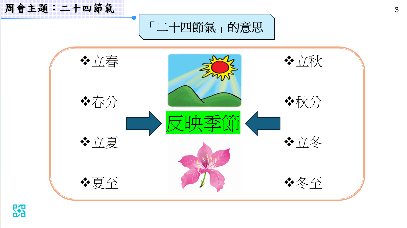 周會主題：二十四節氣
3
「二十四節氣」的意思
❖立春
❖春分
❖立夏
❖夏至
反映季節
❖立秋
❖秋分
❖立冬
❖冬至